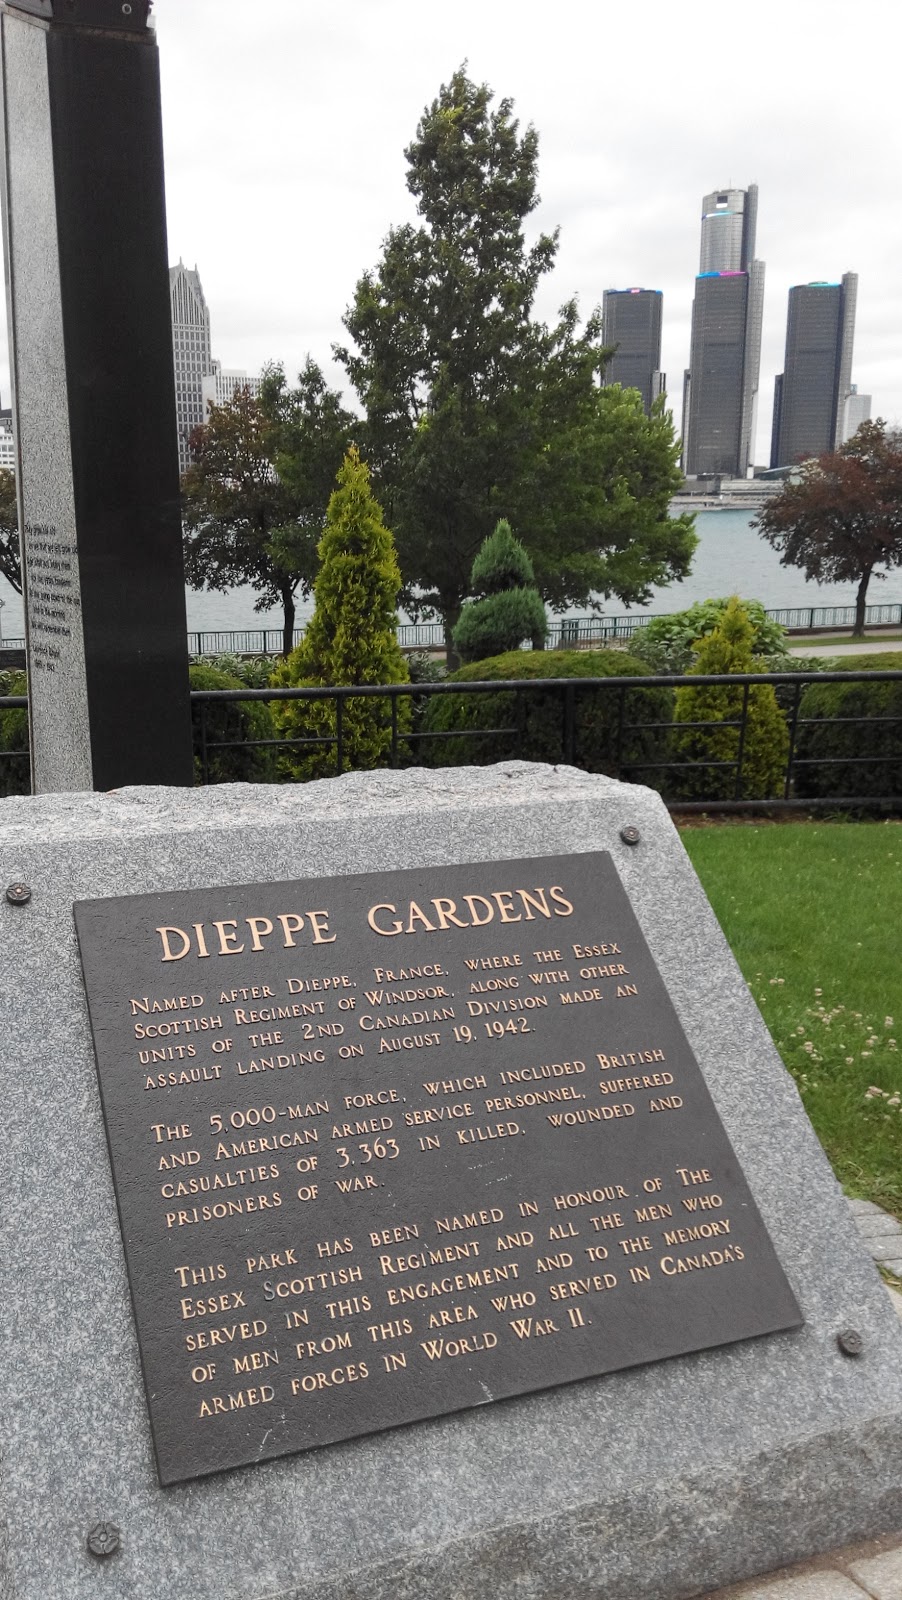 DIEPPE GARDENS
NAMED AFTER DIEPPE, FRANCE, WHERE THE ESSEX
SCOTTISH REGIMENT OF WINDSOR, ALONG WITH OTHER
UNITS OF THE 2ND CANADIAN DIVISION MADE AN
ASSAULT LANDING ON AUGUST 19, 1942.
THE 5,000-MAN FORCE, WHICH INCLUDED BRITISH
AND AMERICAN ARMED SERVICE PERSONNEL, SUFFERED
CASUALTIES OF 3,363 IN KILLED, WOUNDED AND
PRISONERS OF WAR.
THIS PARK HAS BEEN NAMED IN HONOUR OF THE
ESSEX SCOTTISH REGIMENT AND ALL THE MEN WHO
SERVED IN THIS ENGAGEMENT AND TO THE MEMORY
OF MEN FROM THIS AREA WHO SERVED IN CANADA'S
ARMED FORCES IN WORLD WAR II.